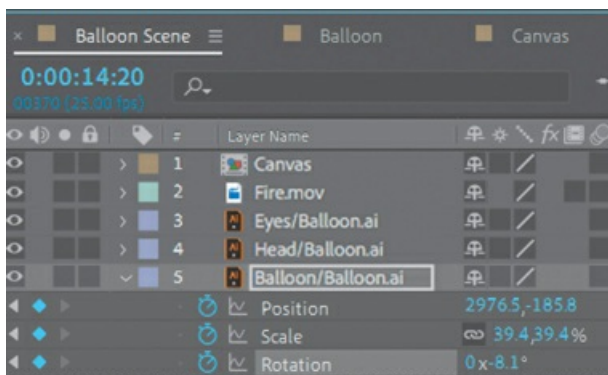 × Balloon Scene ≡ Balloon Canvas
0:00:14:20
00370 (25.00 fps)
# Layer Name fx
1 Canvas
2 Fire.mov
3 Eyes/Balloon.ai
4 Head/Balloon.ai
5 Balloon/Balloon.ai
Position 2976.5,-185.8
Scale 39.4,39.4%
Rotation 0x-8.1°